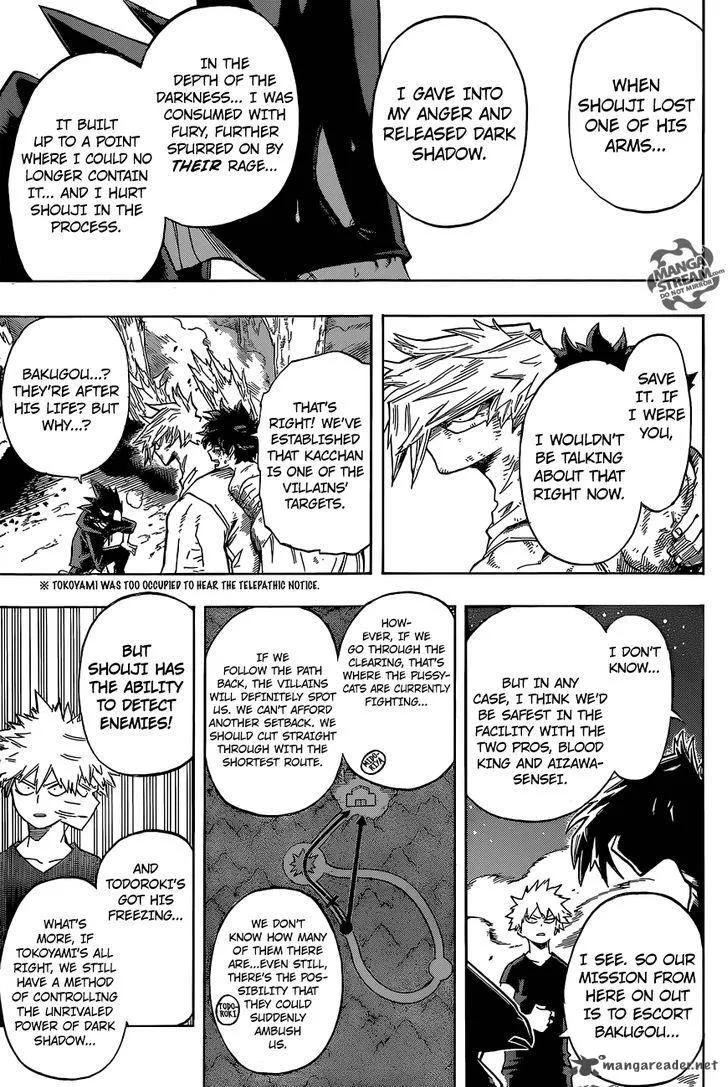 WHEN
SHOUJI LOST
ONE OF HIS
ARMS...
I GAVE INTO
MY ANGER AND
RELEASED DARK
SHADOW.
IN THE
DEPTH OF THE
DARKNESS... I WAS
CONSUMED WITH
FURY, FURTHER
SPURRED ON BY
THEIR RAGE...
IT BUILT
UP TO A POINT
WHERE I COULD NO
LONGER CONTAIN
IT... AND I HURT
SHOUJI IN THE
PROCESS.
MANGA
STREAM.com
DO NOT MIRROR!
SAVE
IT. IF
I WERE
YOU,
I WOULDN'T
BE TALKING
ABOUT THAT
RIGHT NOW.
THAT'S
RIGHT! WE'VE
ESTABLISHED
THAT KACCHAN
IS ONE OF THE
VILLAINS'
TARGETS.
BAKUGOU...?
THEY'RE AFTER
HIS LIFE? BUT
WHY...?
※ TOKOYAMI WAS TOO OCCUPIED TO HEAR THE TELEPATHIC NOTICE.
I DON'T
KNOW...
BUT IN ANY
CASE, I THINK WE'D
BE SAFEST IN THE
FACILITY WITH THE
TWO PROS, BLOOD
KING AND AIZAWA-
SENSEI.
I SEE. SO OUR
MISSION FROM
HERE ON OUT
IS TO ESCORT
BAKUGOU...
HOW-
EVER, IF WE
GO THROUGH THE
CLEARING, THAT'S
WHERE THE PUSSY-
CATS ARE CURRENTLY
FIGHTING...
MIDO-
RIYA
IF WE
FOLLOW THE PATH
BACK, THE VILLAINS
WILL DEFINITELY SPOT
US. WE CAN'T AFFORD
ANOTHER SETBACK. WE
SHOULD CUT STRAIGHT
THROUGH WITH THE
SHORTEST ROUTE.
WE DON'T
KNOW HOW MANY
OF THEM THERE
ARE...EVEN STILL,
THERE'S THE POS-
SIBILITY THAT
THEY COULD
SUDDENLY
AMBUSH
US.
TODO-
ROKI
BUT
SHOUJI HAS
THE ABILITY
TO DETECT
ENEMIES!
AND
TODOROKI'S
GOT HIS
FREEZING...
WHAT'S
MORE, IF
TOKOYAMI'S ALL
RIGHT, WE STILL
HAVE A METHOD
OF CONTROLLING
THE UNRIVALED
POWER OF DARK
SHADOW...
mangareader.net